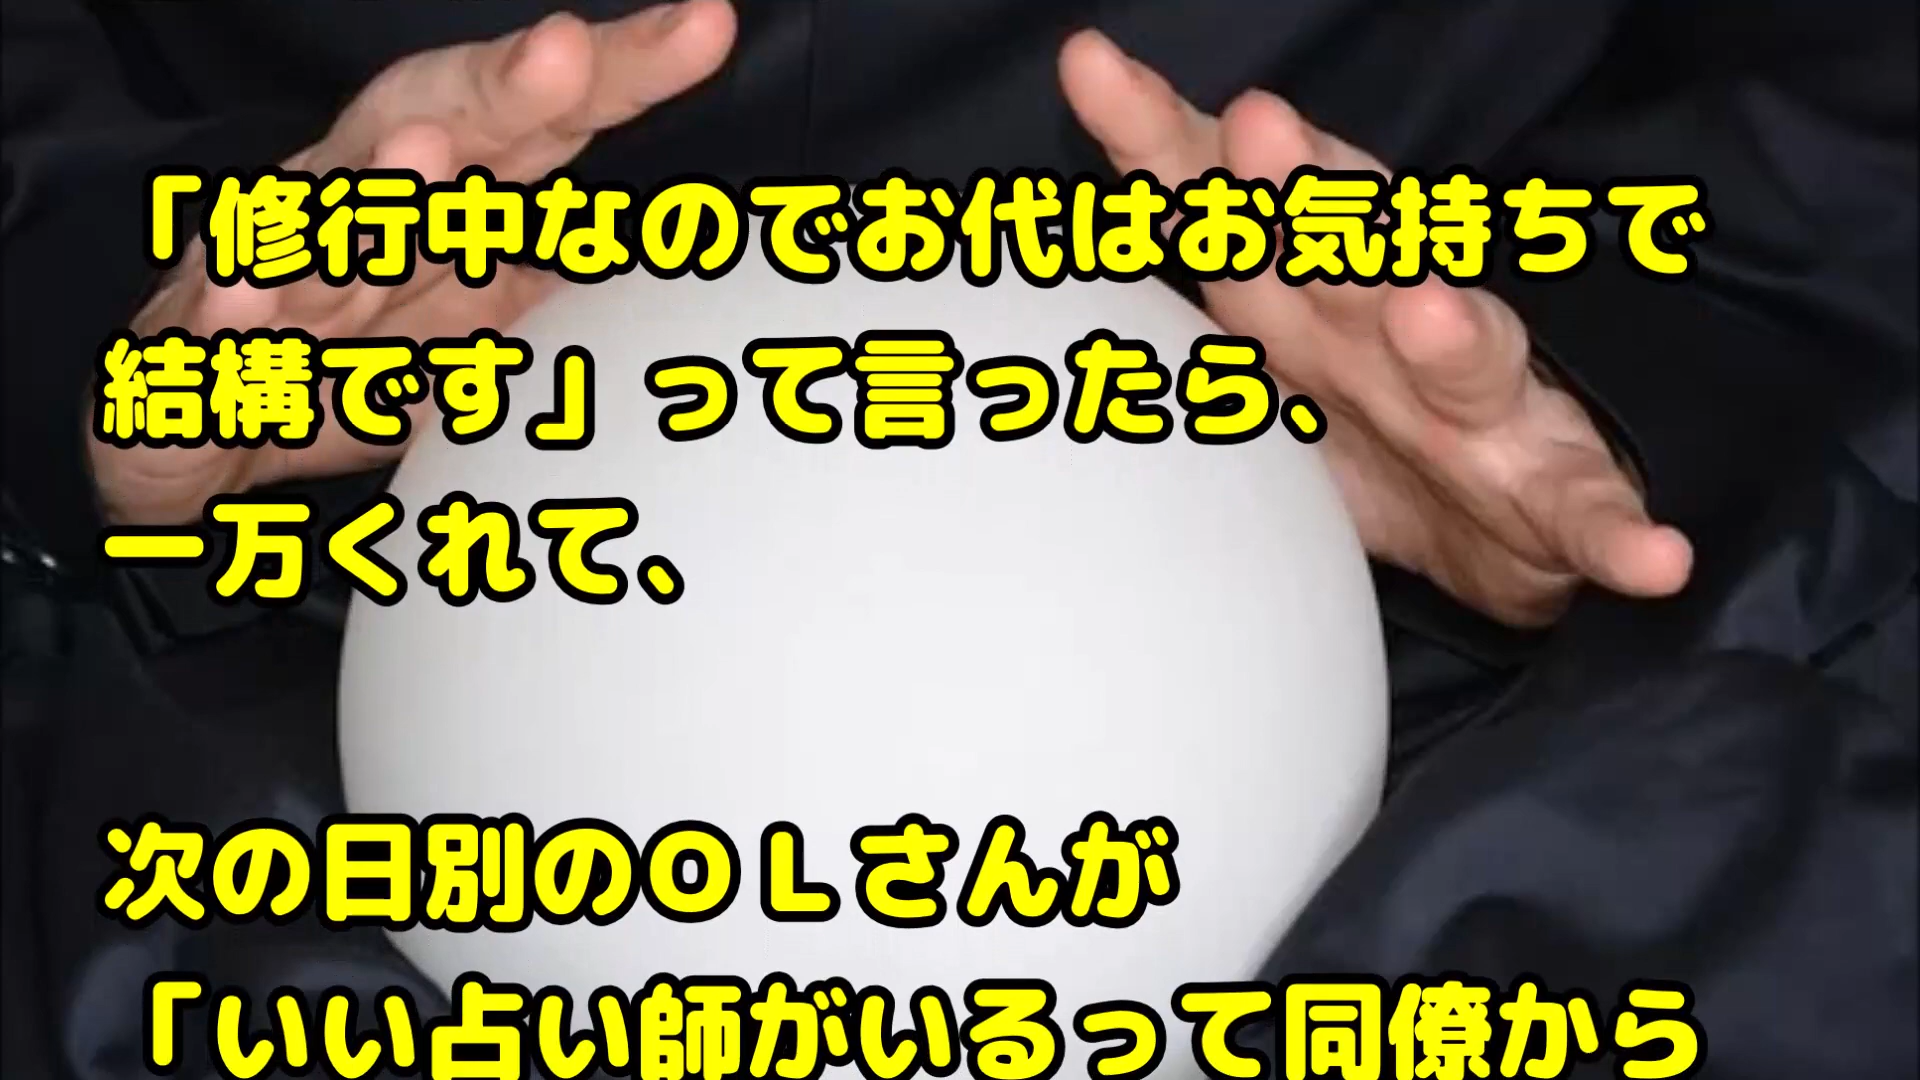 「修行中なのでお代はお気持ちで
結構です」って言ったら、
一万くれて、
次の日別のＯＬさんが
「いい占い師がいるって同僚から